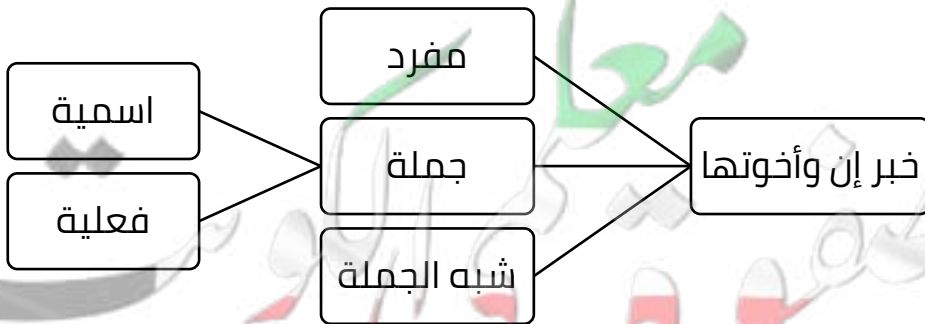 خبر إن وأخوتها
مفرد
جملة
شبه الجملة
اسمية
فعلية